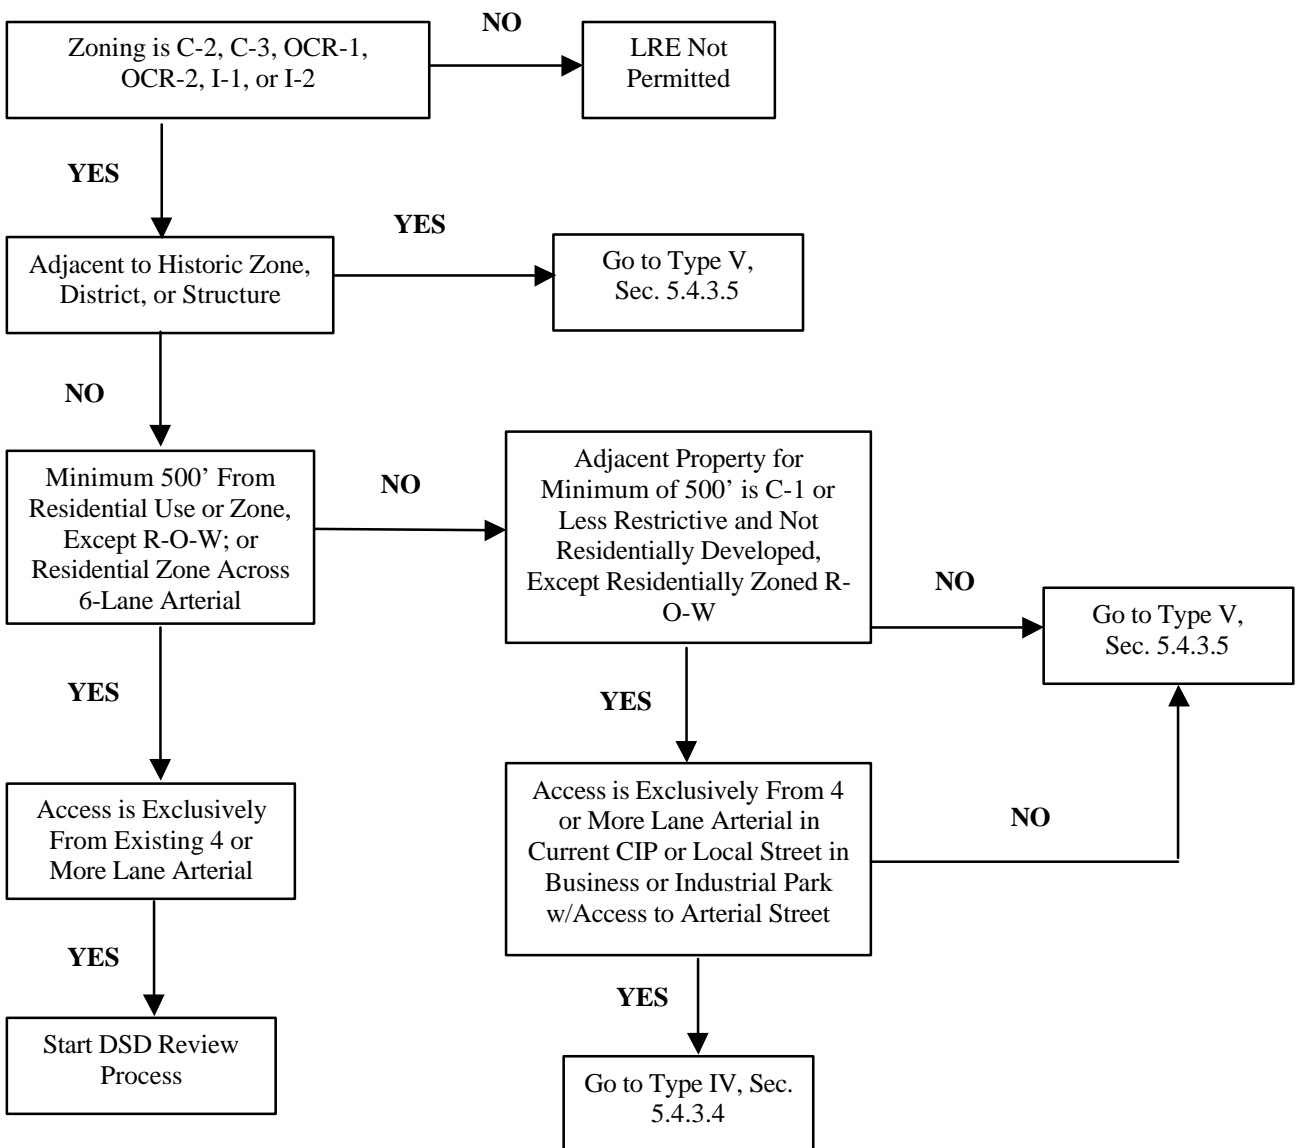 NO
Zoning is C-2, C-3, OCR-1,
OCR-2, I-1, or I-2
LRE Not
Permitted
YES
YES
Adjacent to Historic Zone,
District, or Structure
Go to Type V,
Sec. 5.4.3.5
NO
Minimum 500’ From
Residential Use or Zone,
Except R-O-W; or
Residential Zone Across
6-Lane Arterial
NO
Adjacent Property for
Minimum of 500’ is C-1 or
Less Restrictive and Not
Residentially Developed,
Except Residentially Zoned R-
O-W
NO
Go to Type V,
Sec. 5.4.3.5
YES
YES
Access is Exclusively
From Existing 4 or
More Lane Arterial
Access is Exclusively From 4
or More Lane Arterial in
Current CIP or Local Street in
Business or Industrial Park
w/Access to Arterial Street
NO
YES
YES
Start DSD Review
Process
Go to Type IV, Sec.
5.4.3.4